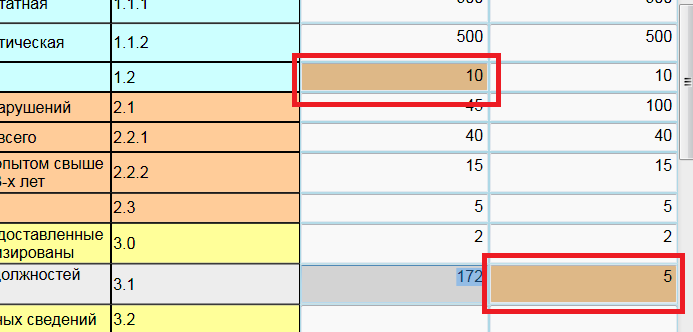 татная 1.1.1
тическая 1.1.2 500 500
1.2 10 10
арушений 2.1 45 100
всего 2.2.1 40 40
опытом свыше 2.2.2 15 15
3-х лет
2.3 5 5
доставленные 3.0 2 2
изированы
должностей 3.1 172 5
ных сведений 3.2